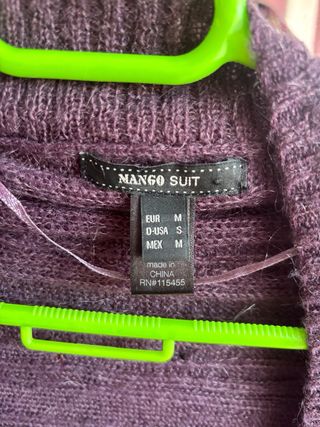 MANGO SUIT
EUR M
O-USA S
MEX M
made in
CHINA
RN#115455